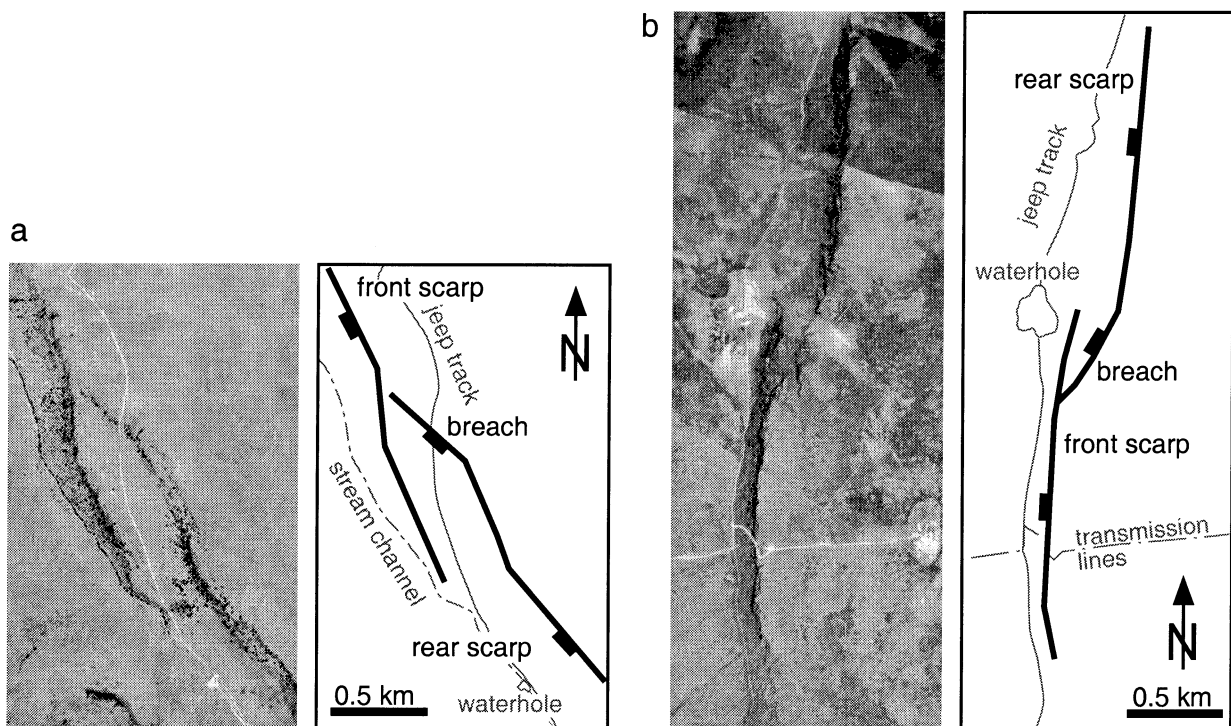 a
front scarp
jeep track
breach
stream channel
rear scarp
waterhole
0.5 km
N
b
rear scarp
jeep track
waterhole
breach
front scarp
transmission
lines
N
0.5 km